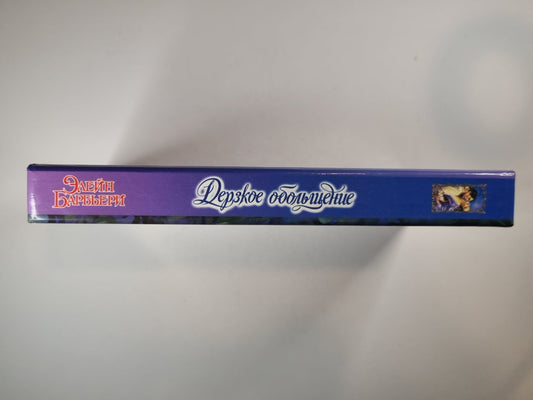 Элейн
Барбьери
Дерзкое обольщение